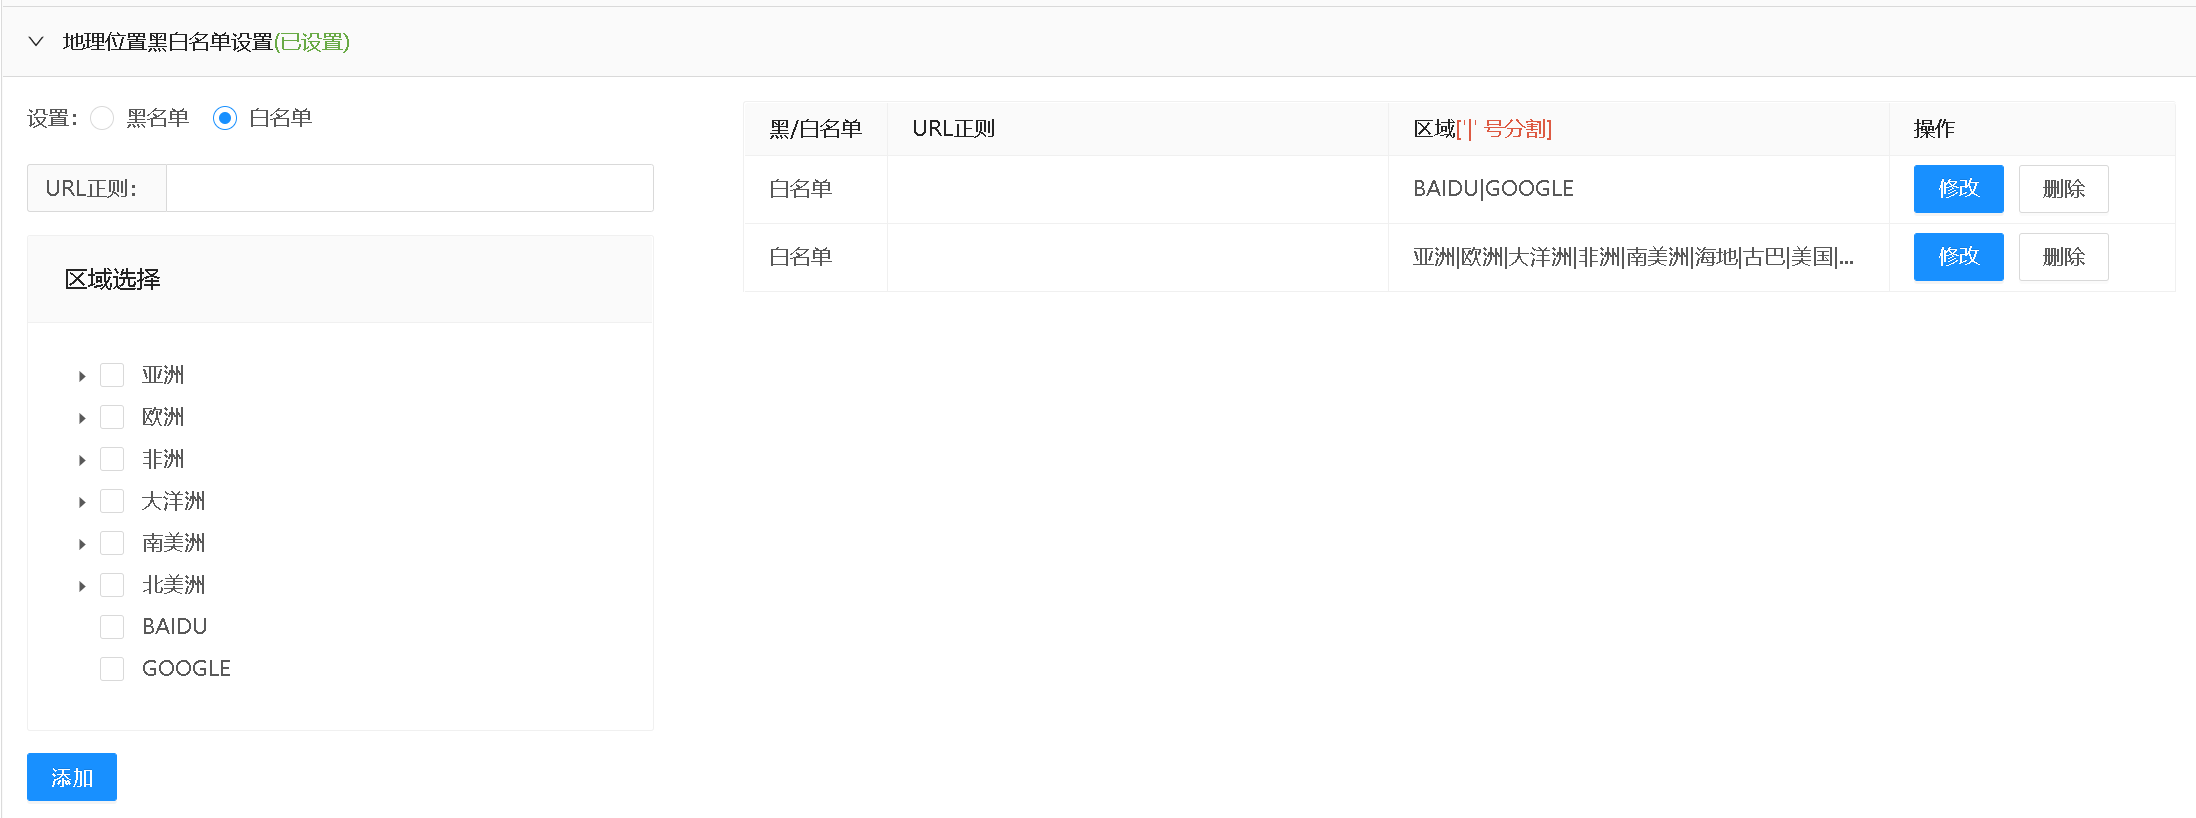 地理位置黑白名单设置(已设置)
设置: 黑名单 白名单
URL正则:
区域选择
亚洲
欧洲
非洲
大洋洲
南美洲
北美洲
BAIDU
GOOGLE
添加
黑/白名单 URL正则 区域['|' 号分割] 操作
白名单 BAIDU|GOOGLE 修改 删除
白名单 亚洲|欧洲|大洋洲|非洲|南美洲|海地|古巴|美国|... 修改 删除